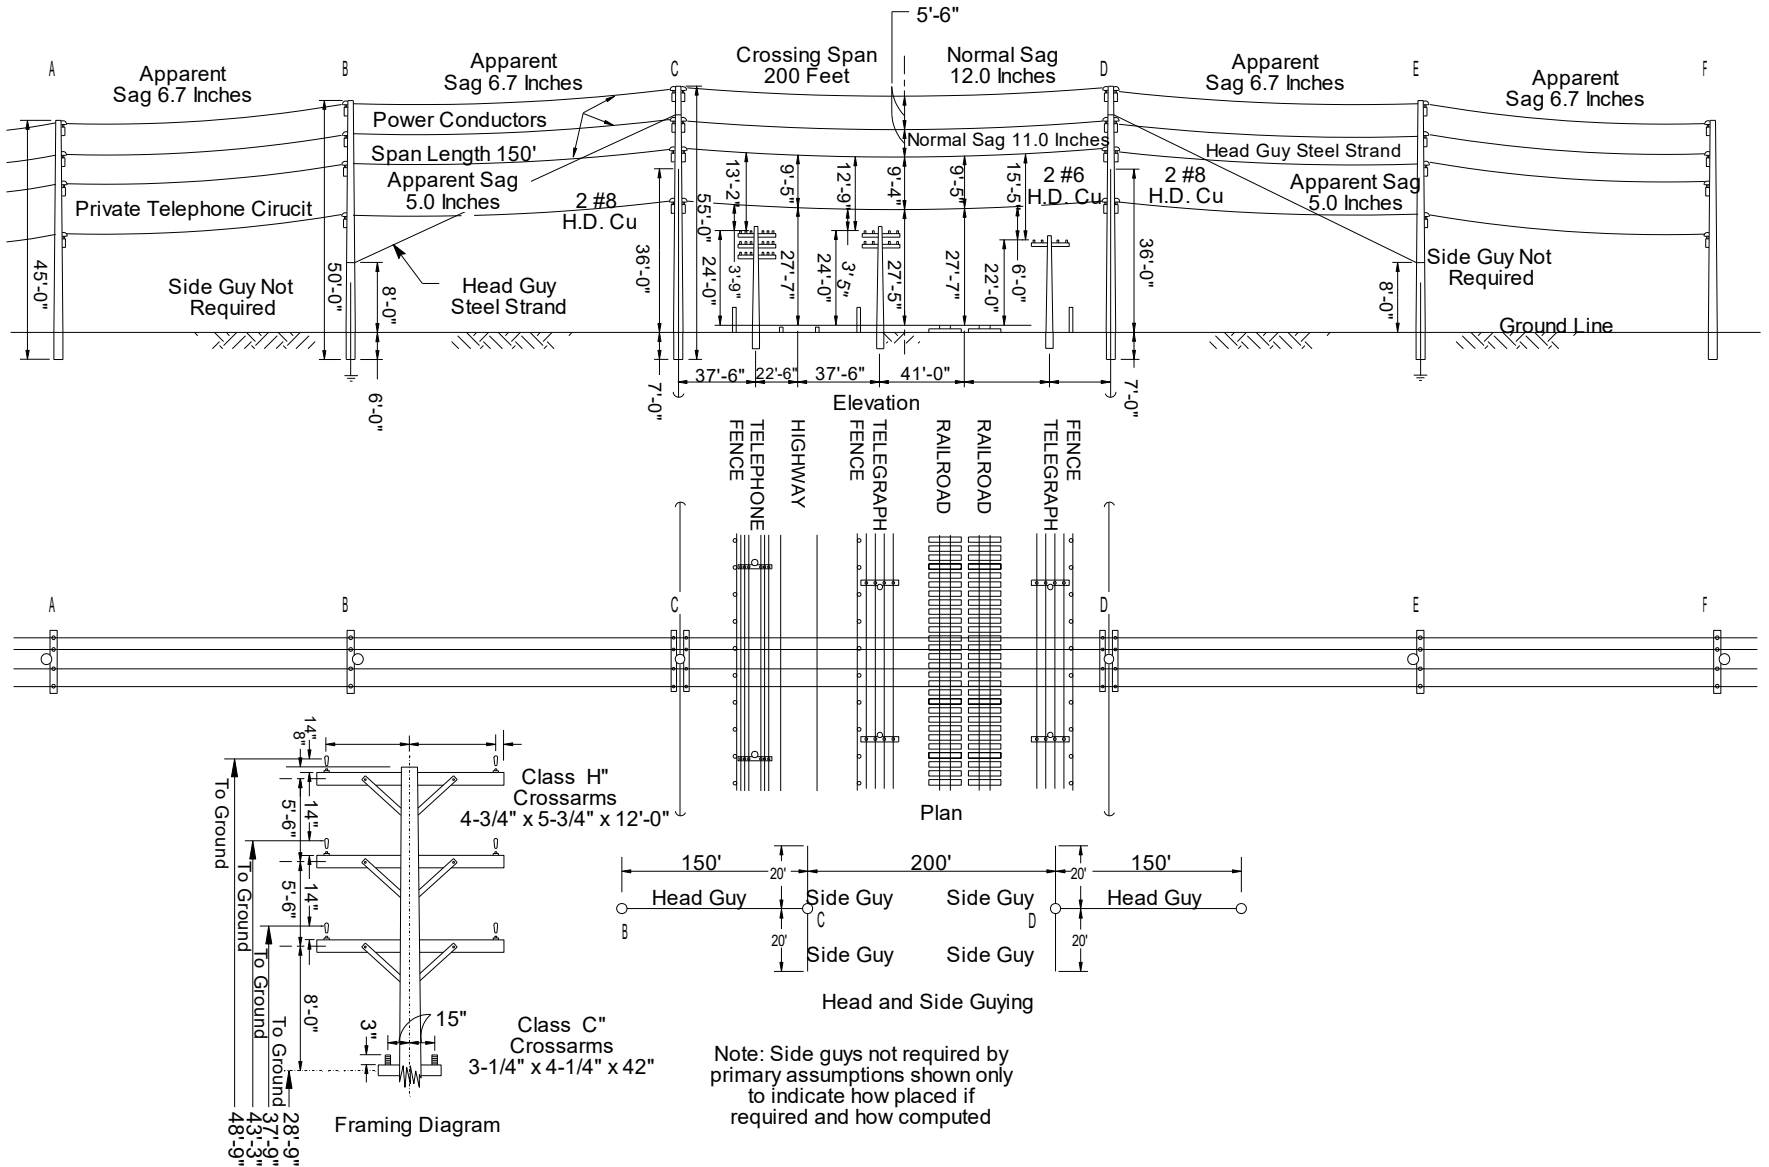 5'-6"
A
Apparent
Sag 6.7 Inches
B
Apparent
Sag 6.7 Inches
C
Crossing Span
200 Feet
Normal Sag
12.0 Inches
D
Apparent
Sag 6.7 Inches
E
Apparent
Sag 6.7 Inches
F
Power Conductors
Span Length 150'
Apparent Sag
5.0 Inches
Private Telephone Cirucit
2 #8
H.D. Cu
Normal Sag 11.0 Inches
2 #6
H.D. Cu
2 #8
H.D. Cu
Head Guy Steel Strand
Apparent Sag
5.0 Inches
45'-0"
50'-0"
8'-0"
6'-0"
36'-0"
7'-0"
55'-0"
13'-2"
9'-5"
12'-9"
9'-4"
9'-5"
15'-5"
24'-0"
3'-9"
27'-7"
24'-0"
3'5"
27'-5"
27'-7"
22'-0"
6'-0"
36'-0"
7'-0"
8'-0"
Side Guy Not
Required
Head Guy
Steel Strand
Side Guy Not
Required
Ground Line
37'-6"
22'-6"
37'-6"
41'-0"
Elevation
FENCE
TELEPHONE
HIGHWAY
FENCE
TELEGRAPH
RAILROAD
RAILROAD
TELEGRAPH
FENCE
A
B
C
D
E
F
Plan
14"
8"
5'-6"
14"
5'-6"
14"
8'-0"
3"
15"
To Ground
To Ground
To Ground
To Ground
48'-9"
43'-3"
37'-9"
28'-9"
Class H"
Crossarms
4-3/4" x 5-3/4" x 12'-0"
Class C"
Crossarms
3-1/4" x 4-1/4" x 42"
Framing Diagram
150'
200'
150'
20'
20'
Head Guy
Side Guy
Side Guy
Head Guy
B
C
D
20'
20'
Side Guy
Side Guy
Head and Side Guying
Note: Side guys not required by
primary assumptions shown only
to indicate how placed if
required and how computed